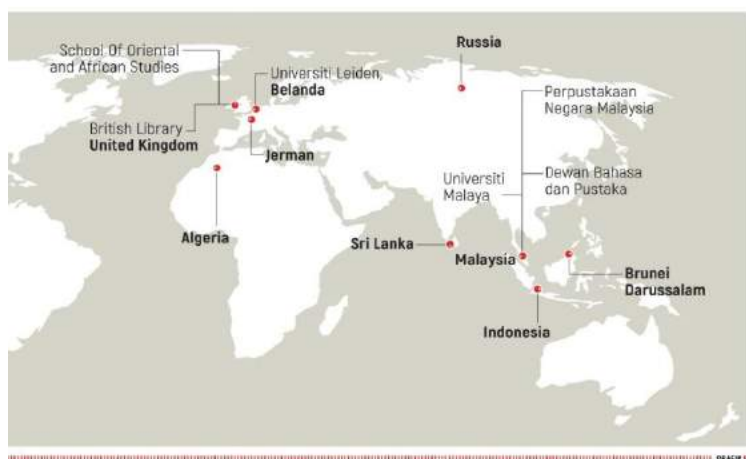 School Of Oriental
and African Studies
British Library
United Kingdom
Universiti Leiden,
Belanda
Jerman
Russia
Perpustakaan
Negara Malaysia
Universiti
Malaya
Dewan Bahasa
dan Pustaka
Algeria
Sri Lanka
Malaysia
Brunei
Darussalam
Indonesia